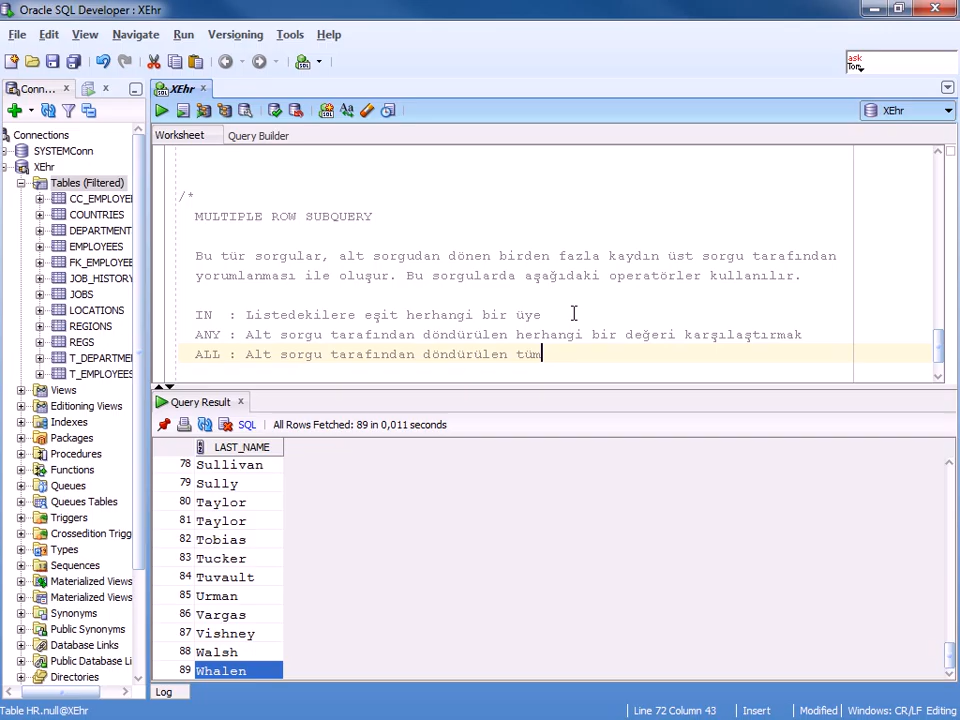 Oracle SQL Developer : XEhr
File Edit View Navigate Run Versioning Tools Help
ask
Tom
Conn...
XEhr
XEhr
Worksheet Query Builder
Connections
SYSTEMConn
XEhr
Tables (Filtered)
CC_EMPLOYE
COUNTRIES
DEPARTMENT
EMPLOYEES
FK_EMPLOYEE
JOB_HISTORY
JOBS
LOCATIONS
REGIONS
REGS
T_DEPARTME
T_EMPLOYEES
Views
Editioning Views
Indexes
Packages
Procedures
Functions
Queues
Queues Tables
Triggers
Crossedition Trigg
Types
Sequences
Materialized Views
Materialized Views
Synonyms
Public Synonyms
Database Links
Public Database Li
Directories
/*
MULTIPLE ROW SUBQUERY
Bu tür sorgular, alt sorgudan dönen birden fazla kaydın üst sorgu tarafından
yorumlanması ile oluşur. Bu sorgularda aşağıdaki operatörler kullanılır.
IN : Listedekilere eşit herhangi bir üye
ANY : Alt sorgu tarafından döndürülen herhangi bir değeri karşılaştırmak
ALL : Alt sorgu tarafından döndürülen tüm
Query Result
SQL All Rows Fetched: 89 in 0,011 seconds
LAST_NAME
78 Sullivan
79 Sully
80 Taylor
81 Taylor
82 Tobias
83 Tucker
84 Tuvault
85 Urman
86 Vargas
87 Vishney
88 Walsh
89 Whalen
Log
Table HR.null@XEhr
Line 72 Column 43 Insert Modified Windows: CR/LF Editing